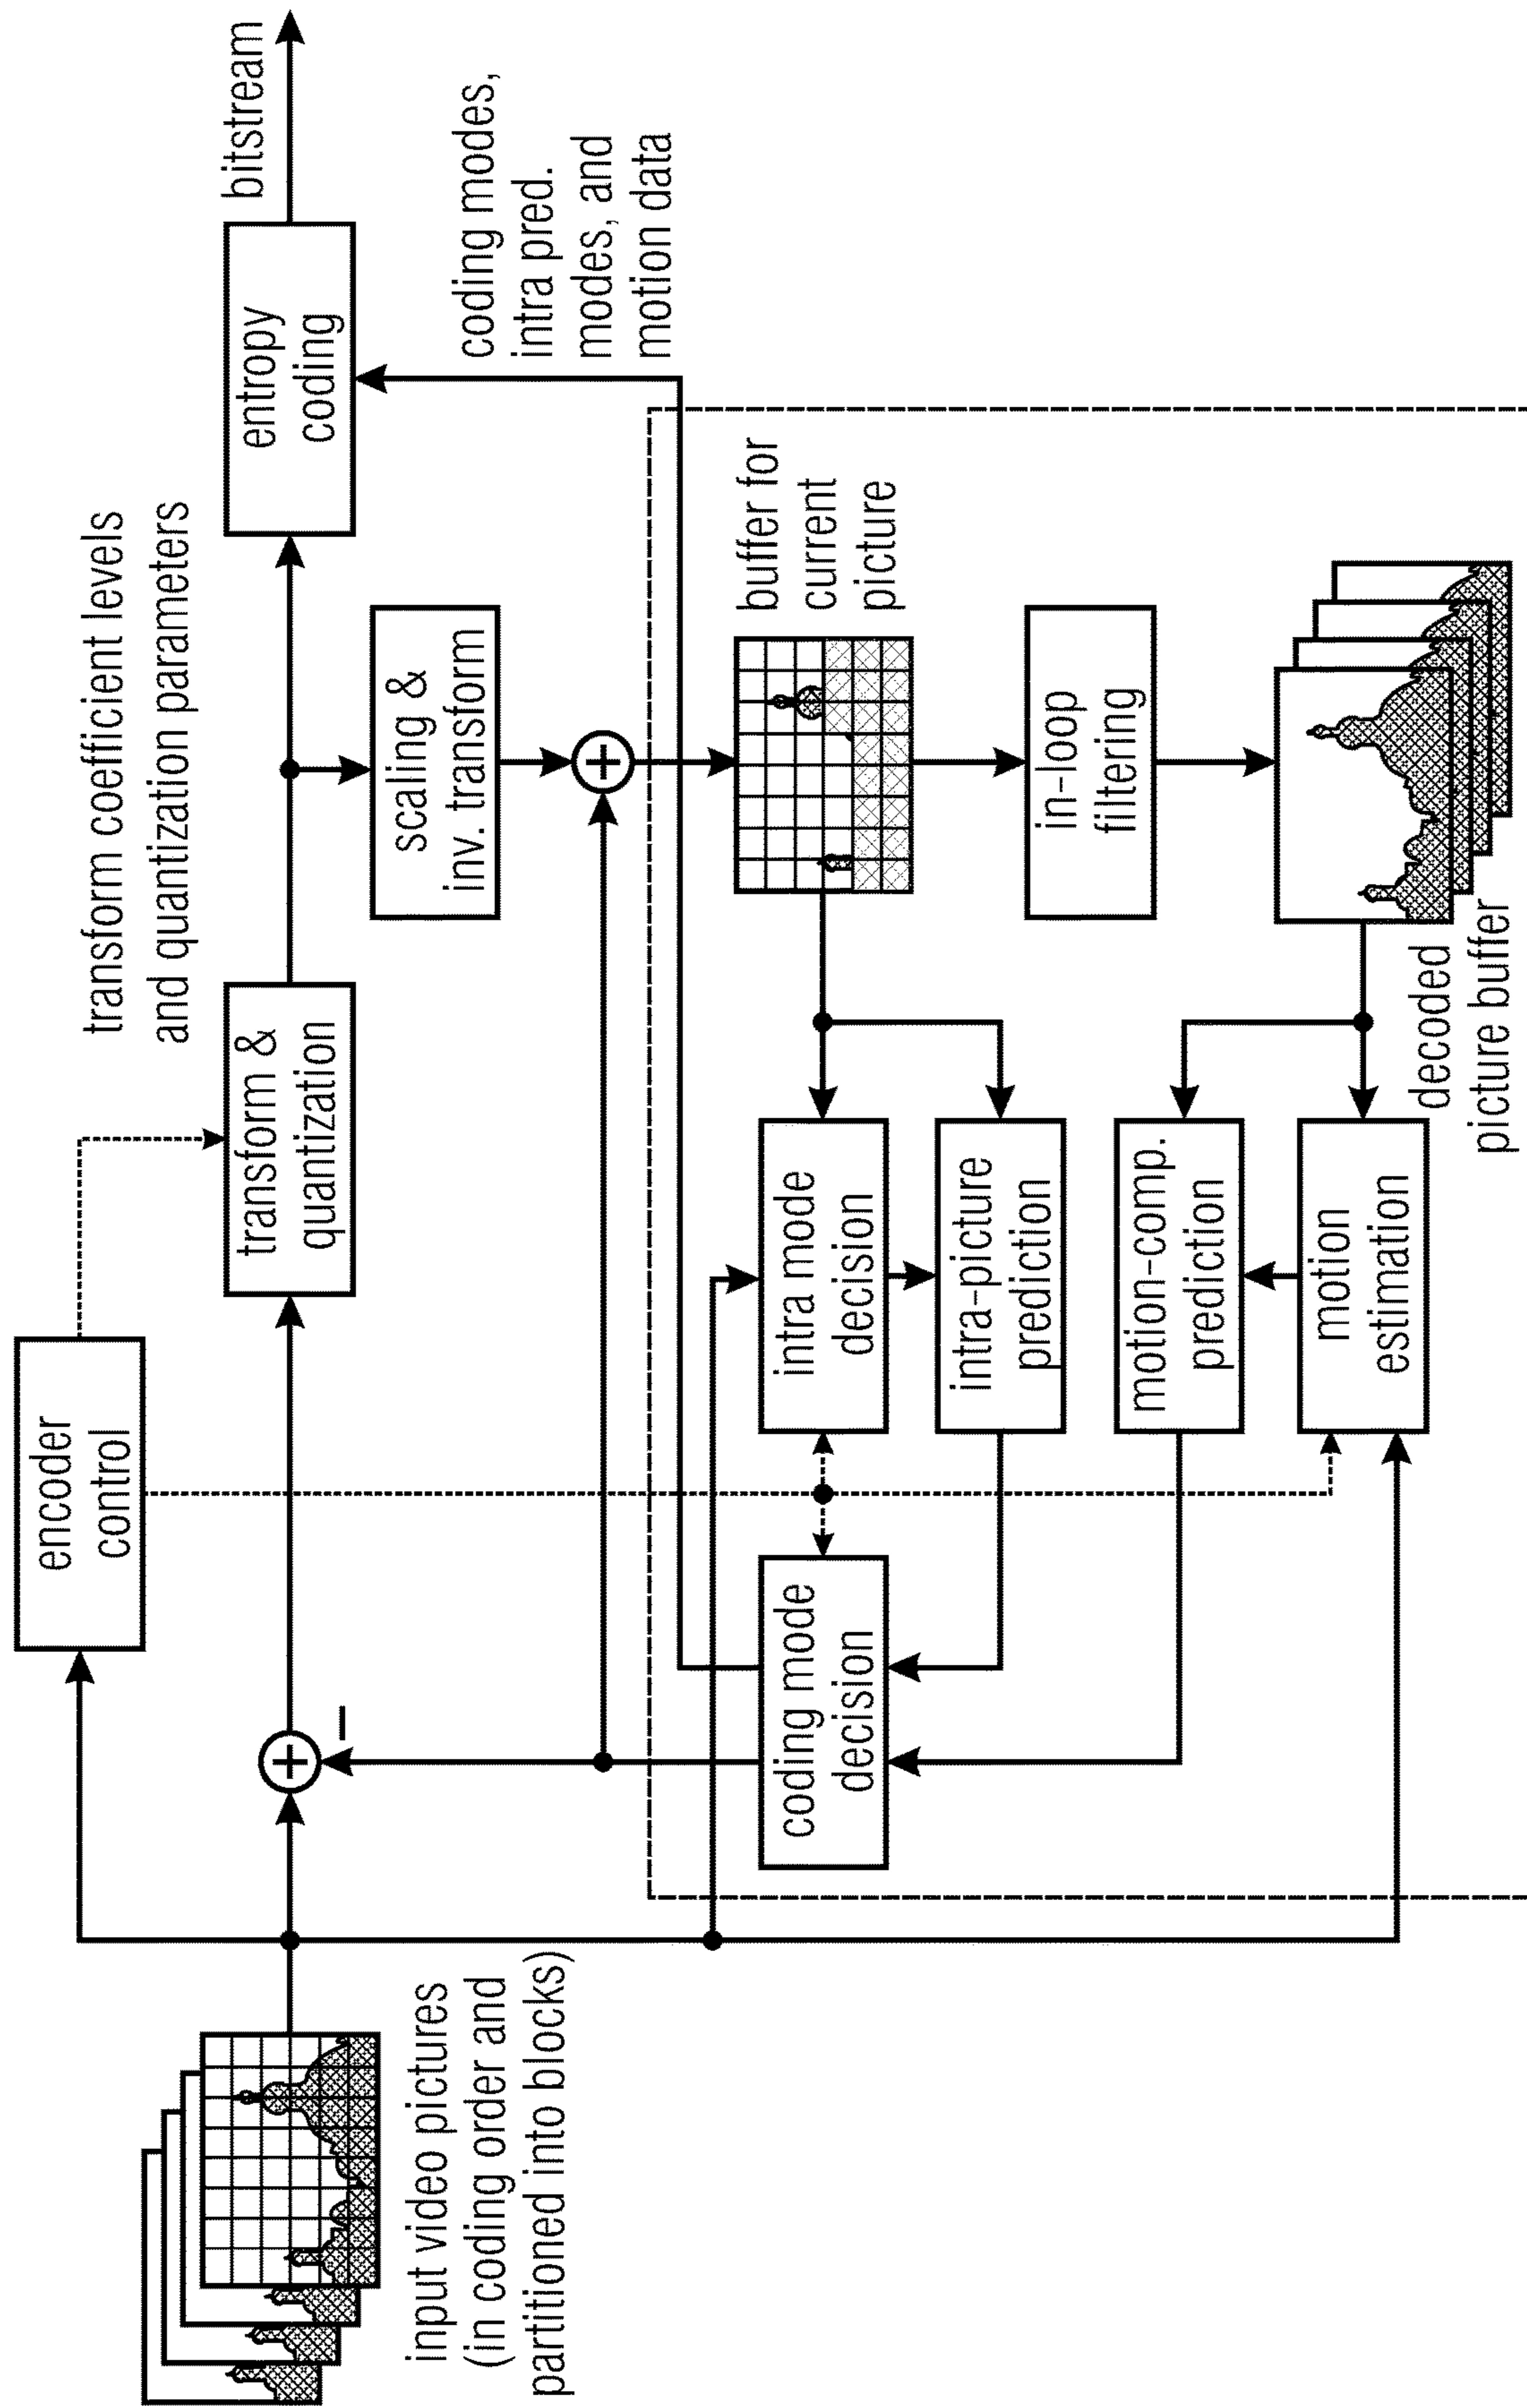 encoder
control
transform coefficient levels
and quantization parameters
bitstream
transform &
quantization
entropy
coding
input video pictures
(in coding order and
partitioned into blocks)
−
scaling &
inv. transform
coding modes,
intra pred.
modes, and
motion data
buffer for
current
picture
coding mode
decision
intra mode
decision
intra-picture
prediction
in-loop
filtering
motion-comp.
prediction
motion
estimation
decoded
picture buffer